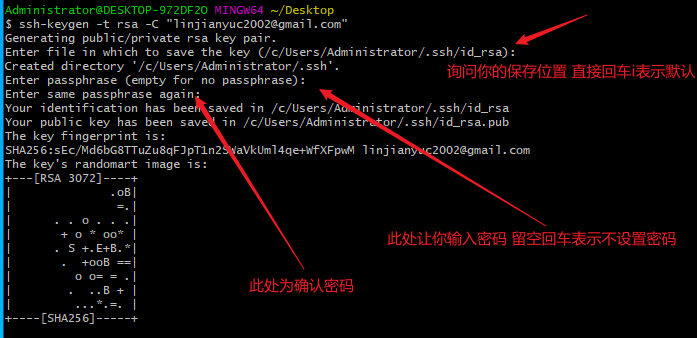 Administrator@DESKTOP-972DF2O MINGW64 ~/Desktop
$ ssh-keygen -t rsa -C "linjianyuc2002@gmail.com"
Generating public/private rsa key pair.
Enter file in which to save the key (/c/Users/Administrator/.ssh/id_rsa):
Created directory '/c/Users/Administrator/.ssh'.
询问你的保存位置 直接回车i表示默认
Enter passphrase (empty for no passphrase):
Enter same passphrase again:
Your identification has been saved in /c/Users/Administrator/.ssh/id_rsa
Your public key has been saved in /c/Users/Administrator/.ssh/id_rsa.pub
The key fingerprint is:
SHA256:sEc/Md6bG8TTuZu8qFJpT1n2SWaVkUml4qe+WfXFpwM linjianyuc2002@gmail.com
The key's randomart image is:
+---[RSA 3072]----+
|              .oB|
|               =.|
|     . . o . . .|
|      + o * oo* |
|     . S +.E+B.*|
|      .  +ooB ==|
|       o o= = .|
|      .  ..B + |
|       ...*.=. |
+----[SHA256]-----+
此处让你输入密码 留空回车表示不设置密码
此处为确认密码